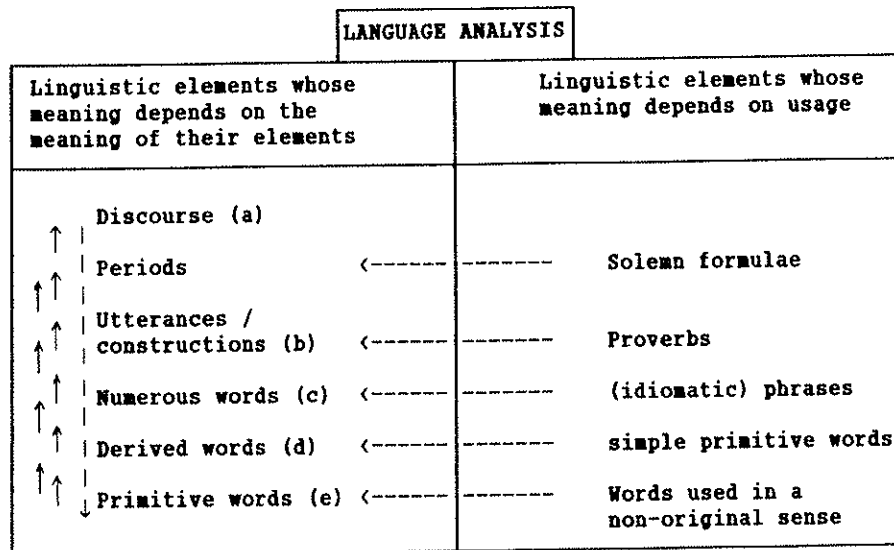 LANGUAGE ANALYSIS
Linguistic elements whose
meaning depends on the
meaning of their elements
Linguistic elements whose
meaning depends on usage
Discourse (a)
Periods <------ ------ Solemn formulae
Utterances /
constructions (b) <------ ------ Proverbs
Numerous words (c) <------ ------ (idiomatic) phrases
Derived words (d) <------ ------ simple primitive words
Primitive words (e) <------ ------ Words used in a
non-original sense